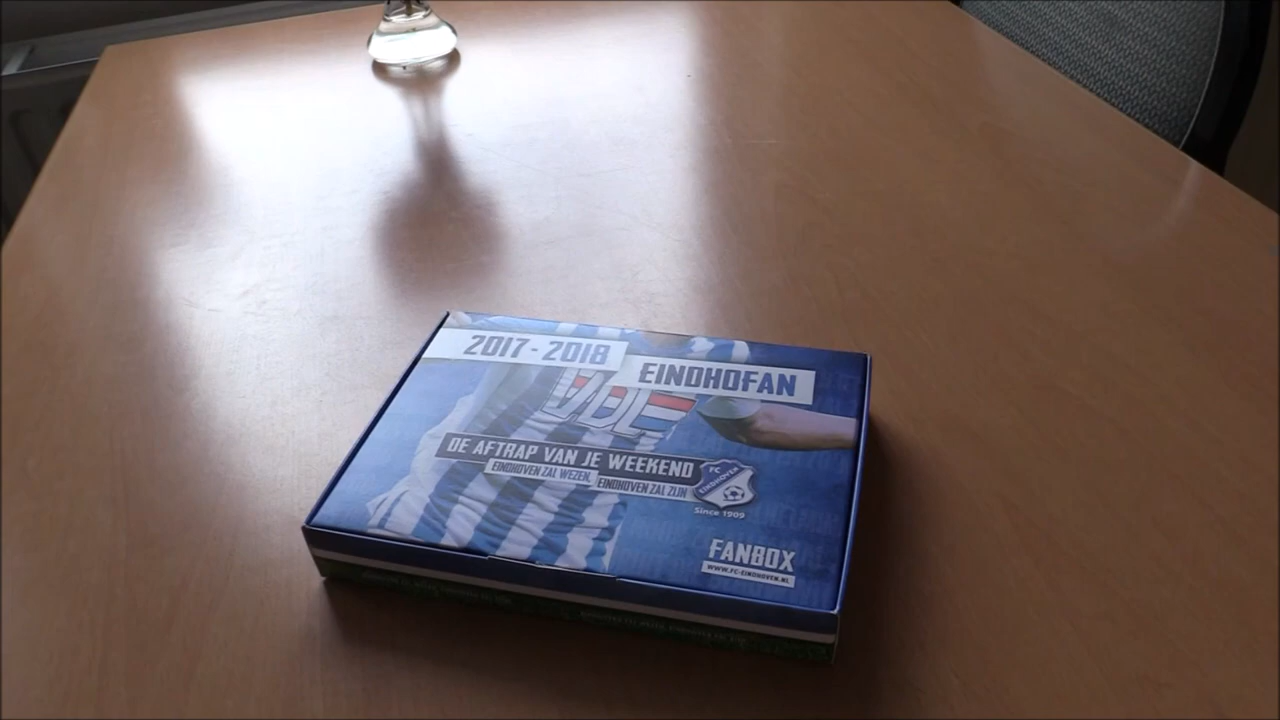 2017-2018
EINDHOFAN
VDL
DE AFTRAP VAN JE WEEKEND
EINDHOVEN ZAL WEZEN, EINDHOVEN ZAL ZIJN
FC
EINDHOVEN
Since 1909
FANBOX
WWW.FC-EINDHOVEN.NL